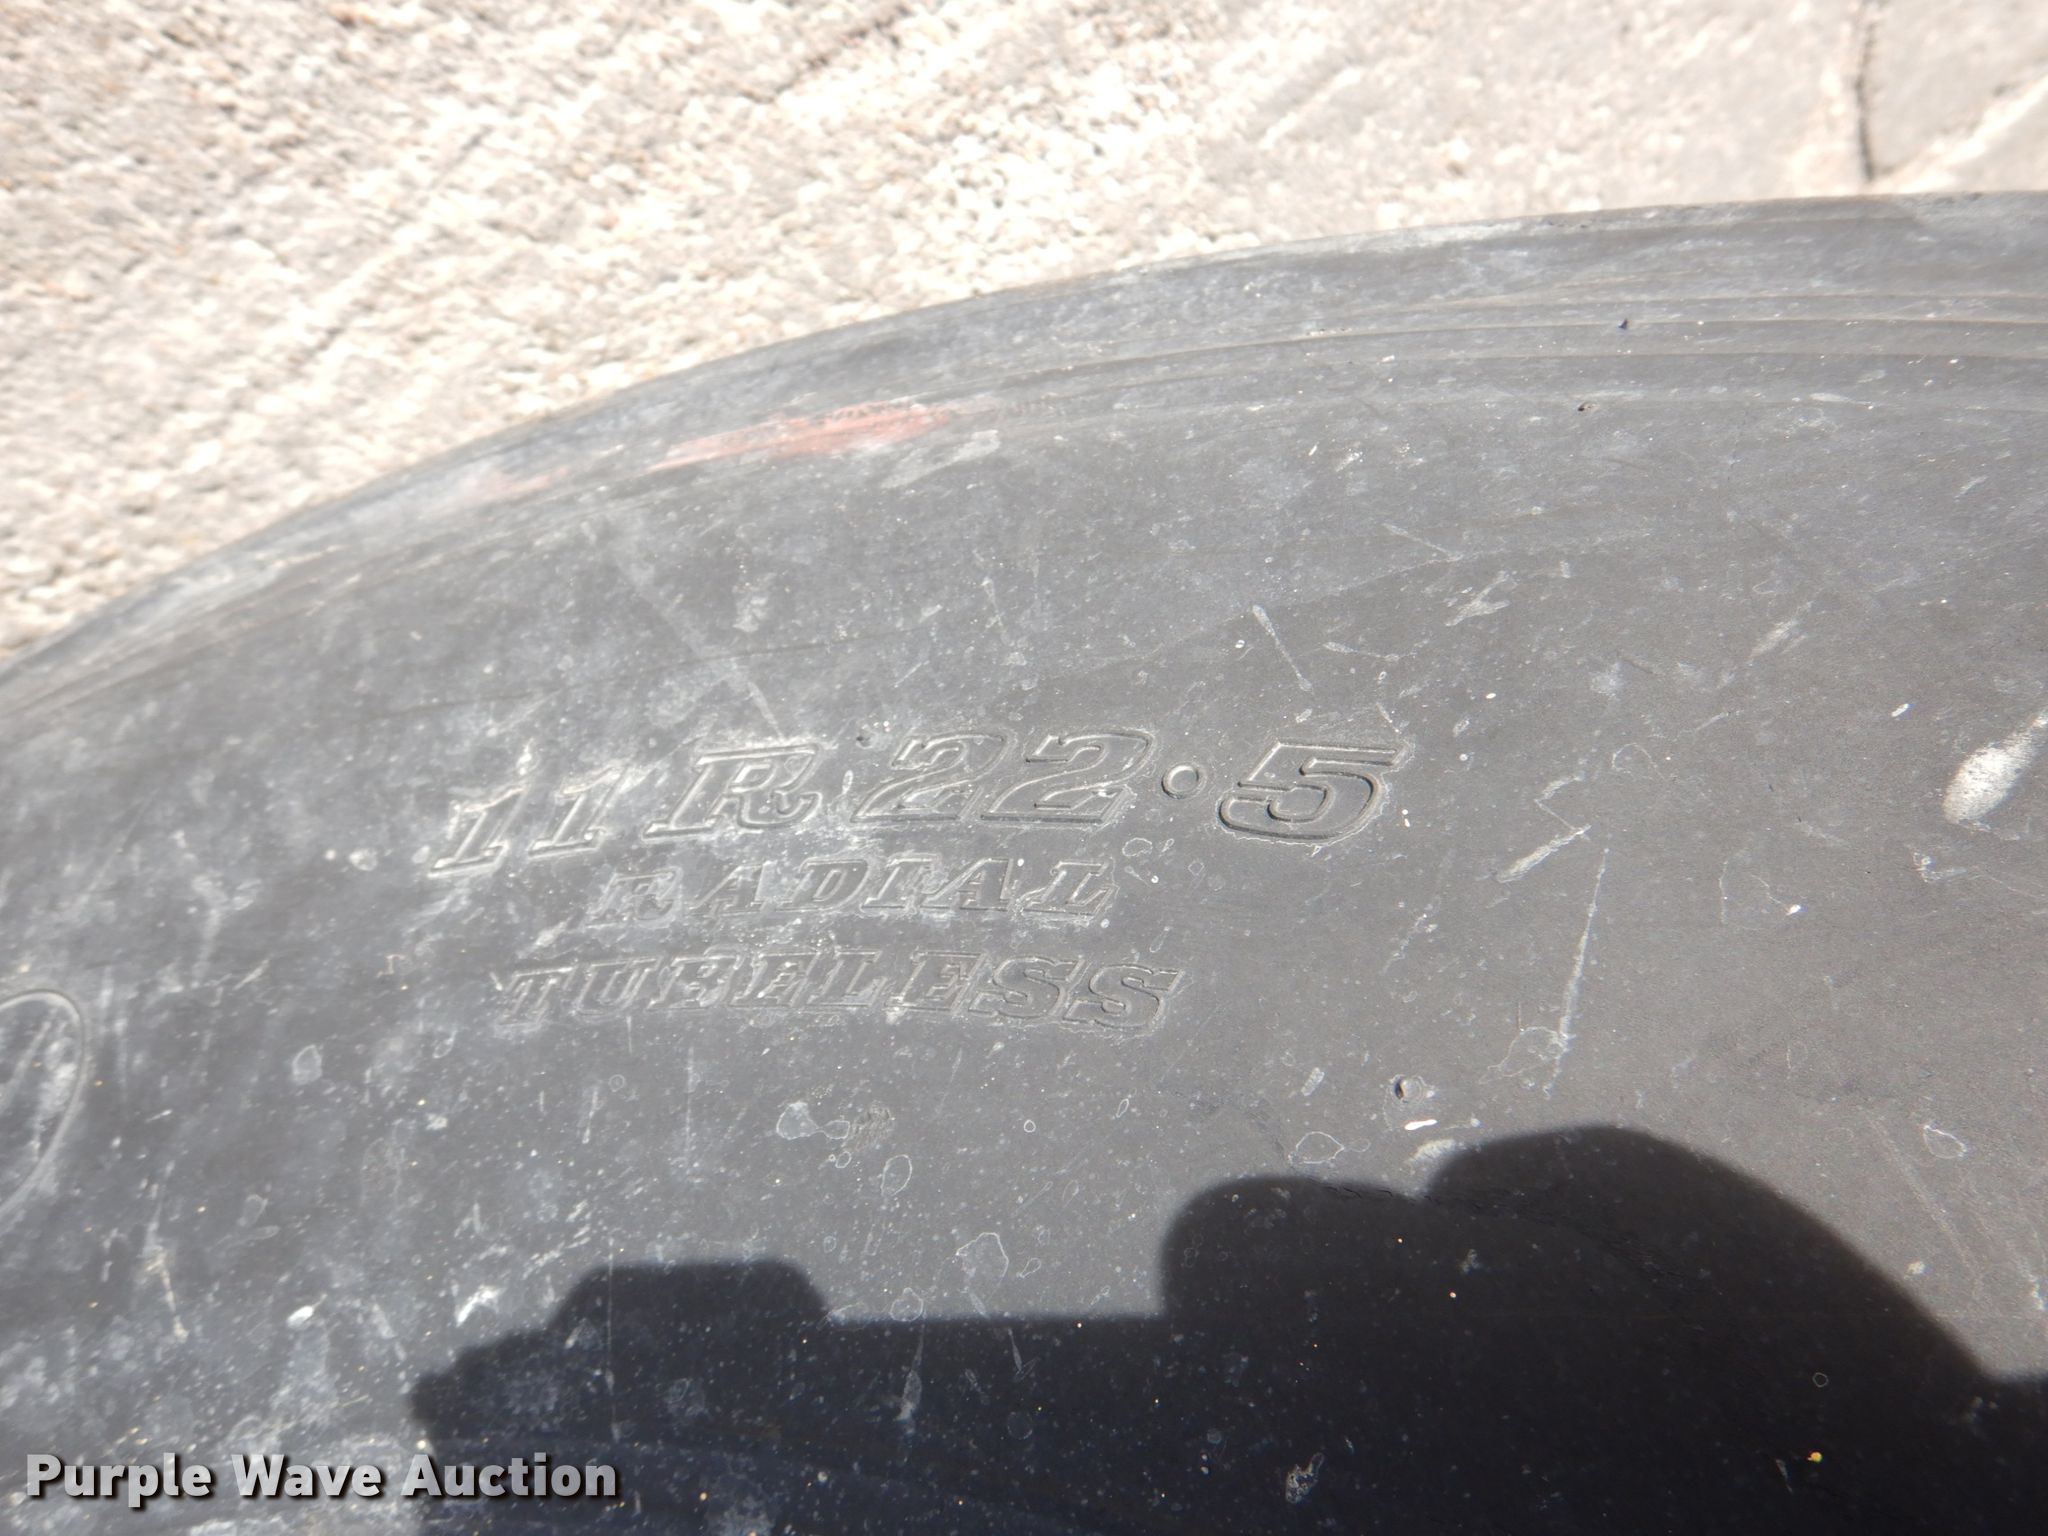 11R22.5
RADIAL
TUBELESS
Purple Wave Auction